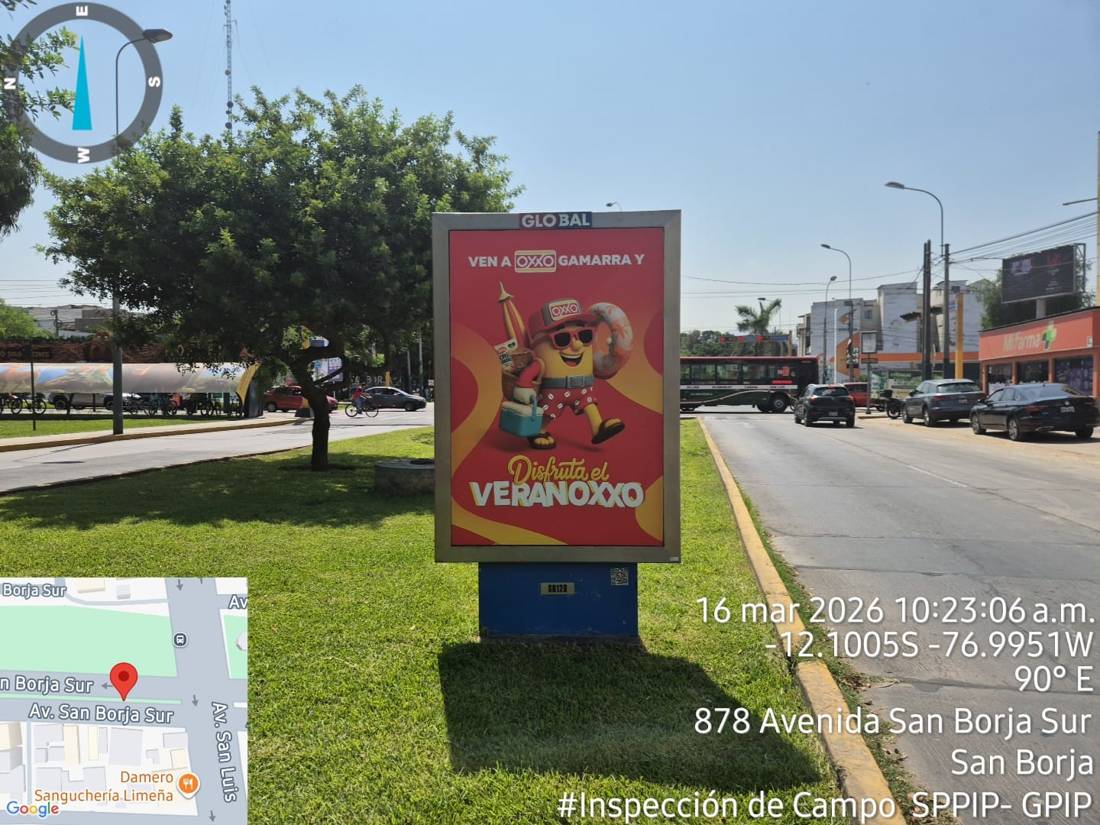 E
N
S
W
GLOBAL
VEN A OXXO GAMARRA Y
OXXO
Disfruta el
VERANOXXO
MiFarma
16 mar 2026 10:23:06 a.m.
-12.1005S -76.9951W
90° E
878 Avenida San Borja Sur
San Borja
#Inspección de Campo SPPIP- GPIP
Borja Sur
Av
n Borja Sur
Av. San Borja Sur
Av. San Luis
Damero
Sanguchería Limeña
Google